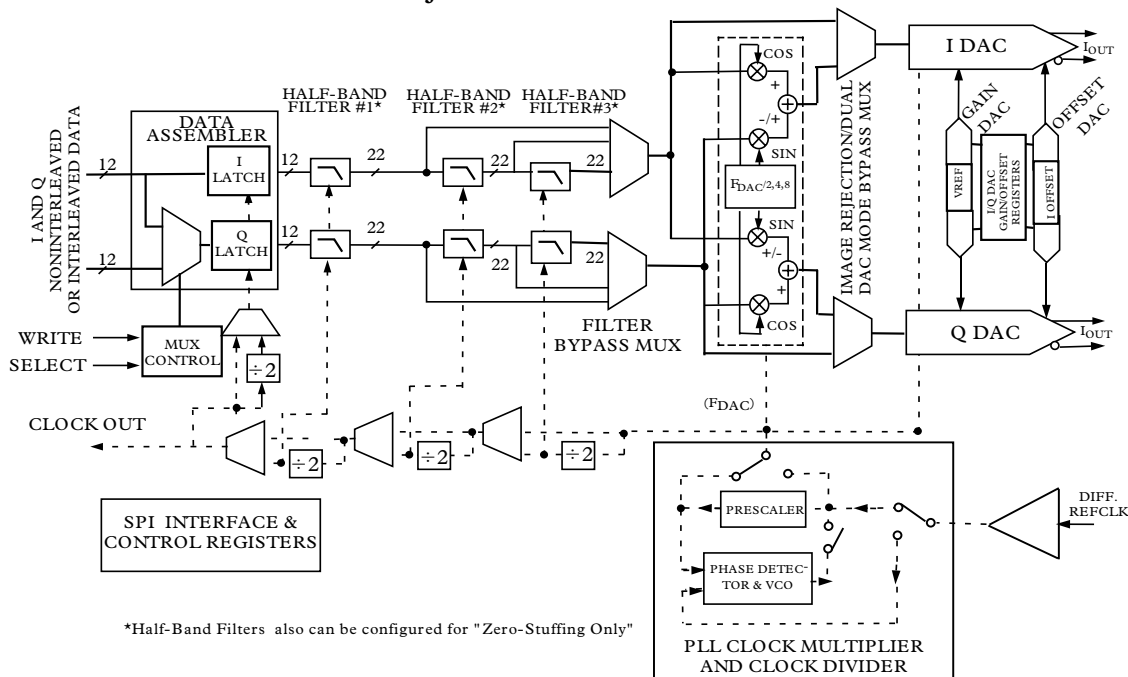 COS
I DAC
IOUT
HALF-BAND
FILTER #1*
HALF-BAND
FILTER #2*
HALF-BAND
FILTER#3*
+
-/+
SIN
GAIN
DAC
OFFSET
DAC
DATA
ASSEMBLER
I AND Q
NONINTERLEAVED
OR INTERLEAVED DATA
12
I
LATCH
12
22
22
22
FDAC/2,4,8
IMAGE REJECTION/DUAL
DAC MODE BYPASS MUX
VREF
I/Q DAC
GAIN/OFFSET
REGISTERS
I OFFSET
12
Q
LATCH
12
22
22
22
SIN
+/-
+
COS
FILTER
BYPASS MUX
Q DAC
IOUT
WRITE
SELECT
MUX
CONTROL
÷2
CLOCK OUT
÷2
÷2
÷2
(FDAC)
SPI INTERFACE &
CONTROL REGISTERS
PRESCALER
PHASE DETEC-
TOR & VCO
DIFF.
REFCLK
*Half-Band Filters also can be configured for "Zero-Stuffing Only"
PLL CLOCK MULTIPLIER
AND CLOCK DIVIDER